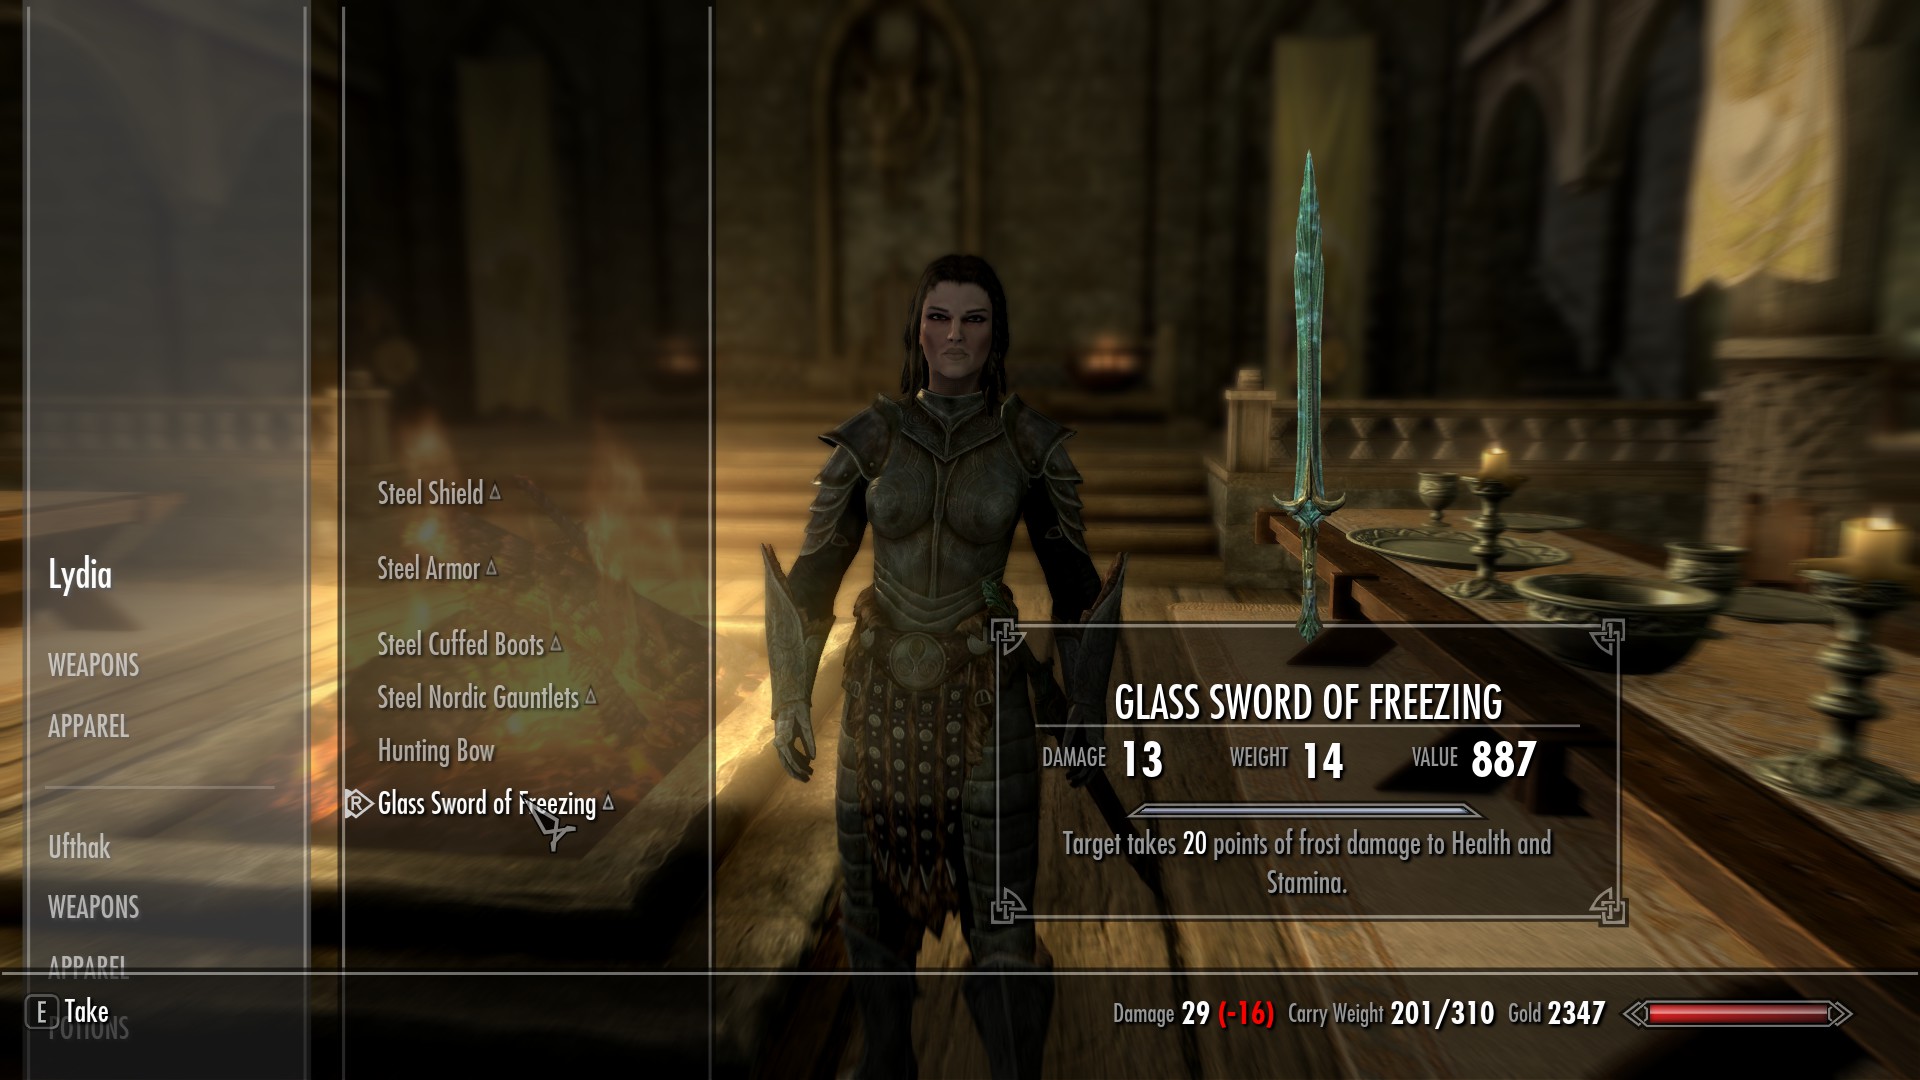 Lydia
WEAPONS
APPAREL
Ufthak
WEAPONS
APPAREL
POTIONS
Steel Shield
Steel Armor
Steel Cuffed Boots
Steel Nordic Gauntlets
Hunting Bow
R Glass Sword of Freezing
GLASS SWORD OF FREEZING
DAMAGE 13 WEIGHT 14 VALUE 887
Target takes 20 points of frost damage to Health and
Stamina.
E Take
Damage 29 (-16) Carry Weight 201/310 Gold 2347